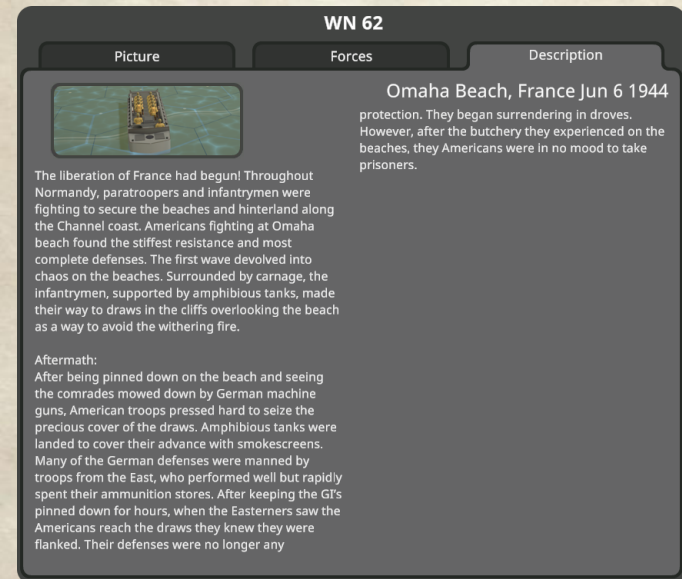 WN 62
Picture
Forces
Description
Omaha Beach, France Jun 6 1944
The liberation of France had begun! Throughout
Normandy, paratroopers and infantrymen were
fighting to secure the beaches and hinterland along
the Channel coast. Americans fighting at Omaha
beach found the stiffest resistance and most
complete defenses. The first wave devolved into
chaos on the beaches. Surrounded by carnage, the
infantrymen, supported by amphibious tanks, made
their way to draws in the cliffs overlooking the beach
as a way to avoid the withering fire.
Aftermath:
After being pinned down on the beach and seeing
the comrades mowed down by German machine
guns, American troops pressed hard to seize the
precious cover of the draws. Amphibious tanks were
landed to cover their advance with smokescreens.
Many of the German defenses were manned by
troops from the East, who performed well but rapidly
spent their ammunition stores. After keeping the GI's
pinned down for hours, when the Easterners saw the
Americans reach the draws they knew they were
flanked. Their defenses were no longer any
protection. They began surrendering in droves.
However, after the butchery they experienced on the
beaches, they Americans were in no mood to take
prisoners.